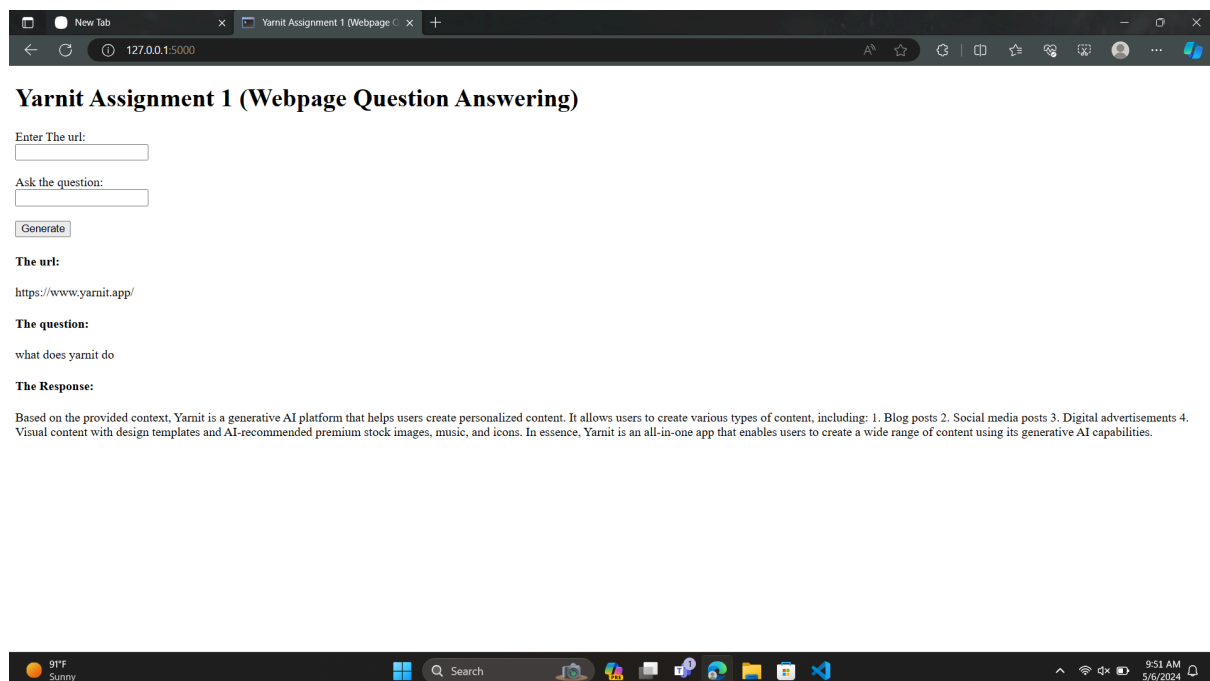 New Tab
Yarnit Assignment 1 (Webpage Q
127.0.0.1:5000
Yarnit Assignment 1 (Webpage Question Answering)
Enter The url:
Ask the question:
Generate
The url:
https://www.yarnit.app/
The question:
what does yarnit do
The Response:
Based on the provided context, Yarnit is a generative AI platform that helps users create personalized content. It allows users to create various types of content, including: 1. Blog posts 2. Social media posts 3. Digital advertisements 4.
Visual content with design templates and AI-recommended premium stock images, music, and icons. In essence, Yarnit is an all-in-one app that enables users to create a wide range of content using its generative AI capabilities.
91°F
Sunny
Search
PRE
1
9:51 AM
5/6/2024